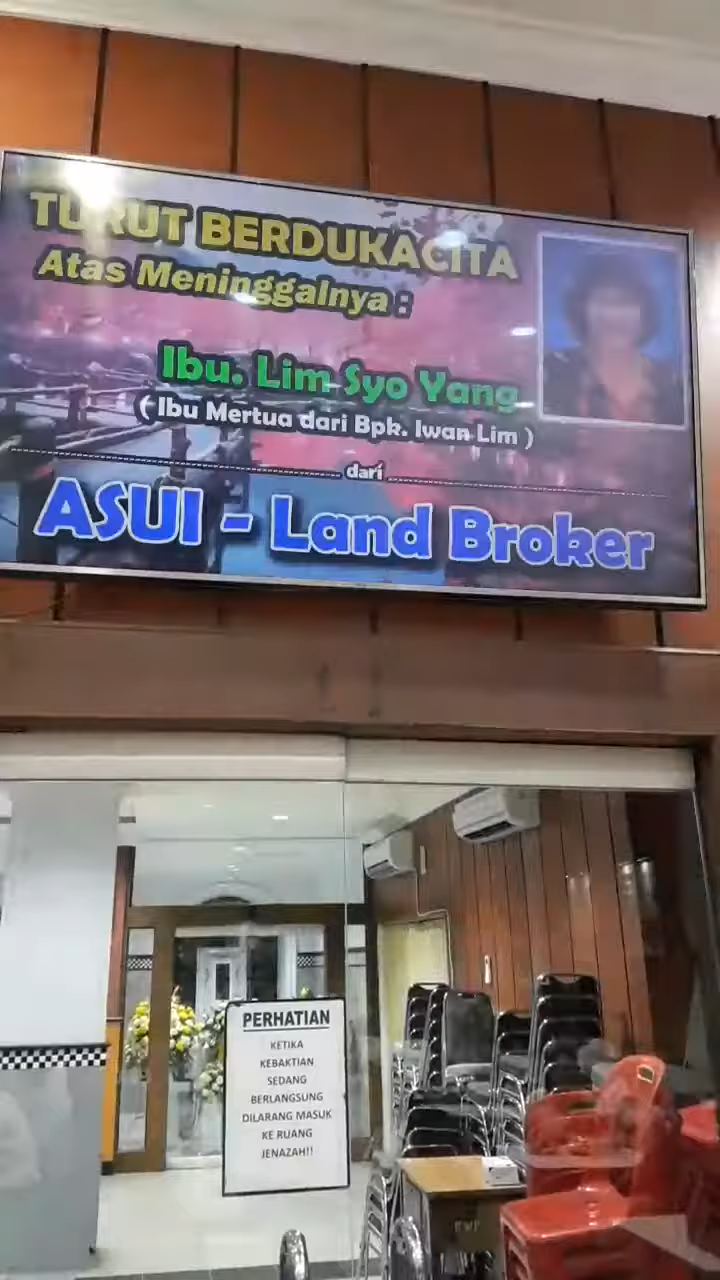 TURUT BERDUKACITA
Atas Meninggalnya :
Ibu. Lim Syo Yang
( Ibu Mertua dari Bpk. Iwan Lim )
dari
ASUI - Land Broker
PERHATIAN
KETIKA
KEBAKTIAN
SEDANG
BERLANGSUNG
DILARANG MASUK
KE RUANG
JENAZAH!!